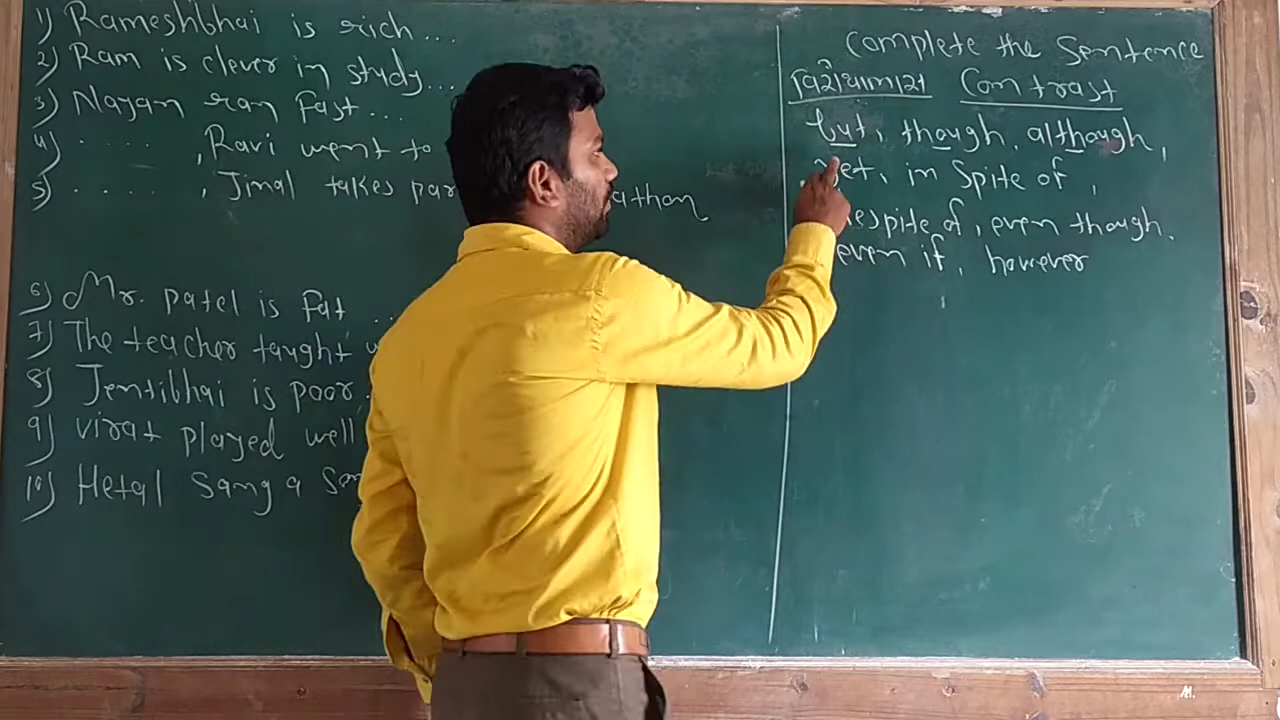 1) Rameshbhai is rich...
2) Ram is clever in study...
3) Nayan ran fast...
4) ....., Ravi went to
5) ....., Jinal takes par athon
6) Mr. patel is fat ..
7) The teacher taught
8) Jentibhai is poor.
9) virat played well
10) Hetal sang a
Complete the Sentence
Contrast
but, though, although,
yet, in spite of,
despite of, even though.
even if, however
M.